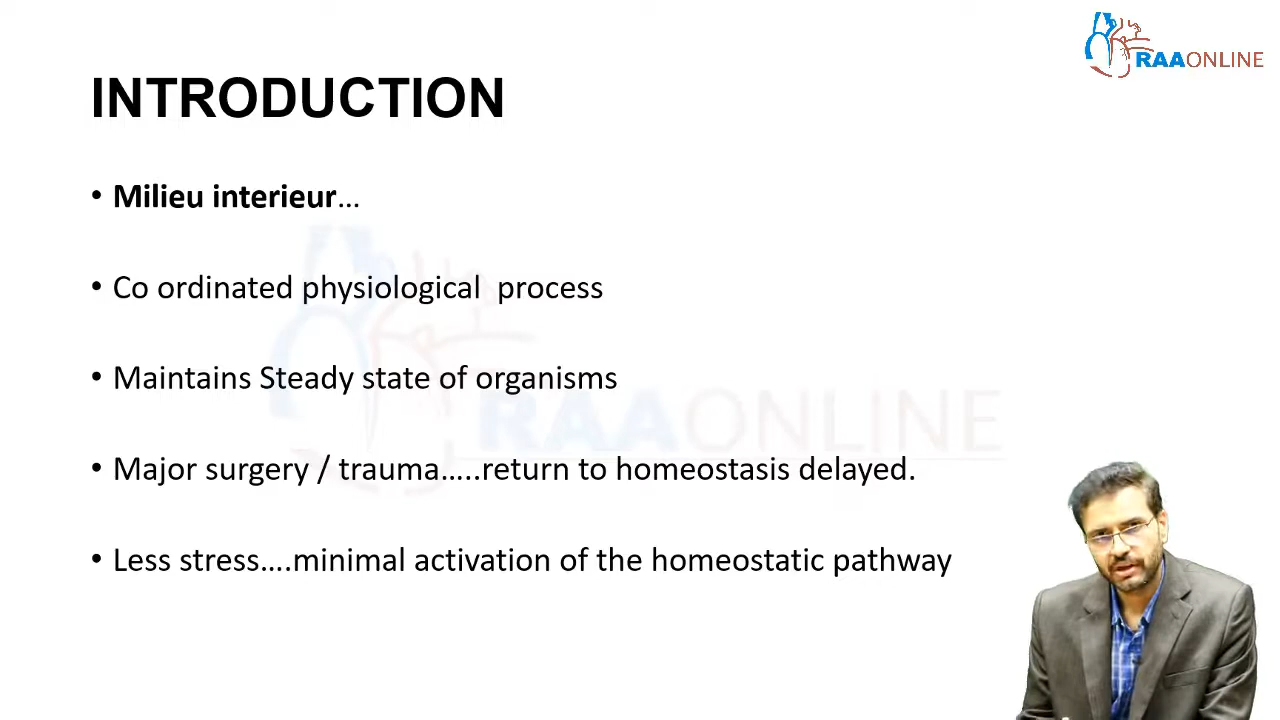 RAAONLINE
INTRODUCTION
• Milieu interieur...
• Co ordinated physiological  process
• Maintains Steady state of organisms
• Major surgery / trauma.....return to homeostasis delayed.
• Less stress....minimal activation of the homeostatic pathway
RAAONLINE